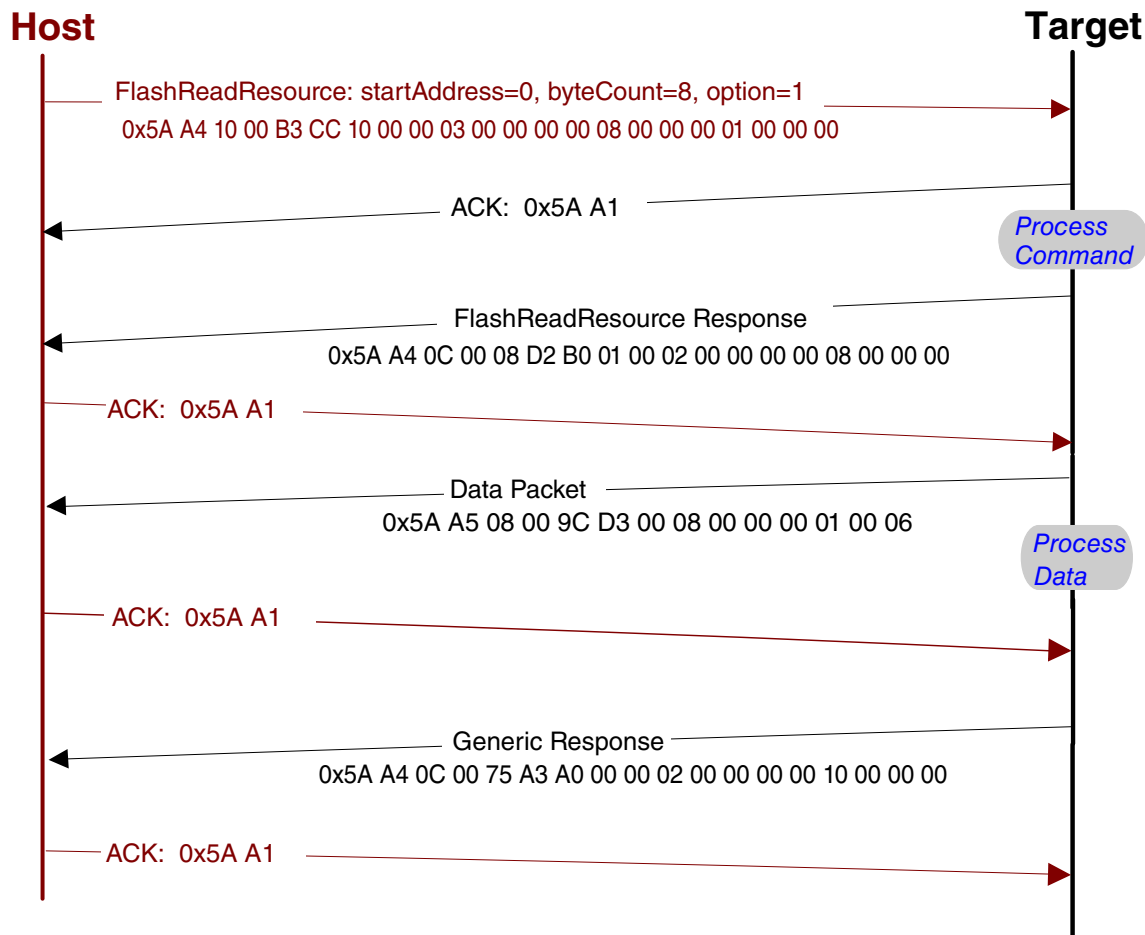 Host
Target
FlashReadResource: startAddress=0, byteCount=8, option=1
0x5A A4 10 00 B3 CC 10 00 00 03 00 00 00 00 08 00 00 00 01 00 00 00
ACK: 0x5A A1
Process
Command
FlashReadResource Response
0x5A A4 0C 00 08 D2 B0 01 00 02 00 00 00 00 08 00 00 00
ACK: 0x5A A1
Data Packet
0x5A A5 08 00 9C D3 00 08 00 00 00 01 00 06
Process
Data
ACK: 0x5A A1
Generic Response
0x5A A4 0C 00 75 A3 A0 00 00 02 00 00 00 00 10 00 00 00
ACK: 0x5A A1